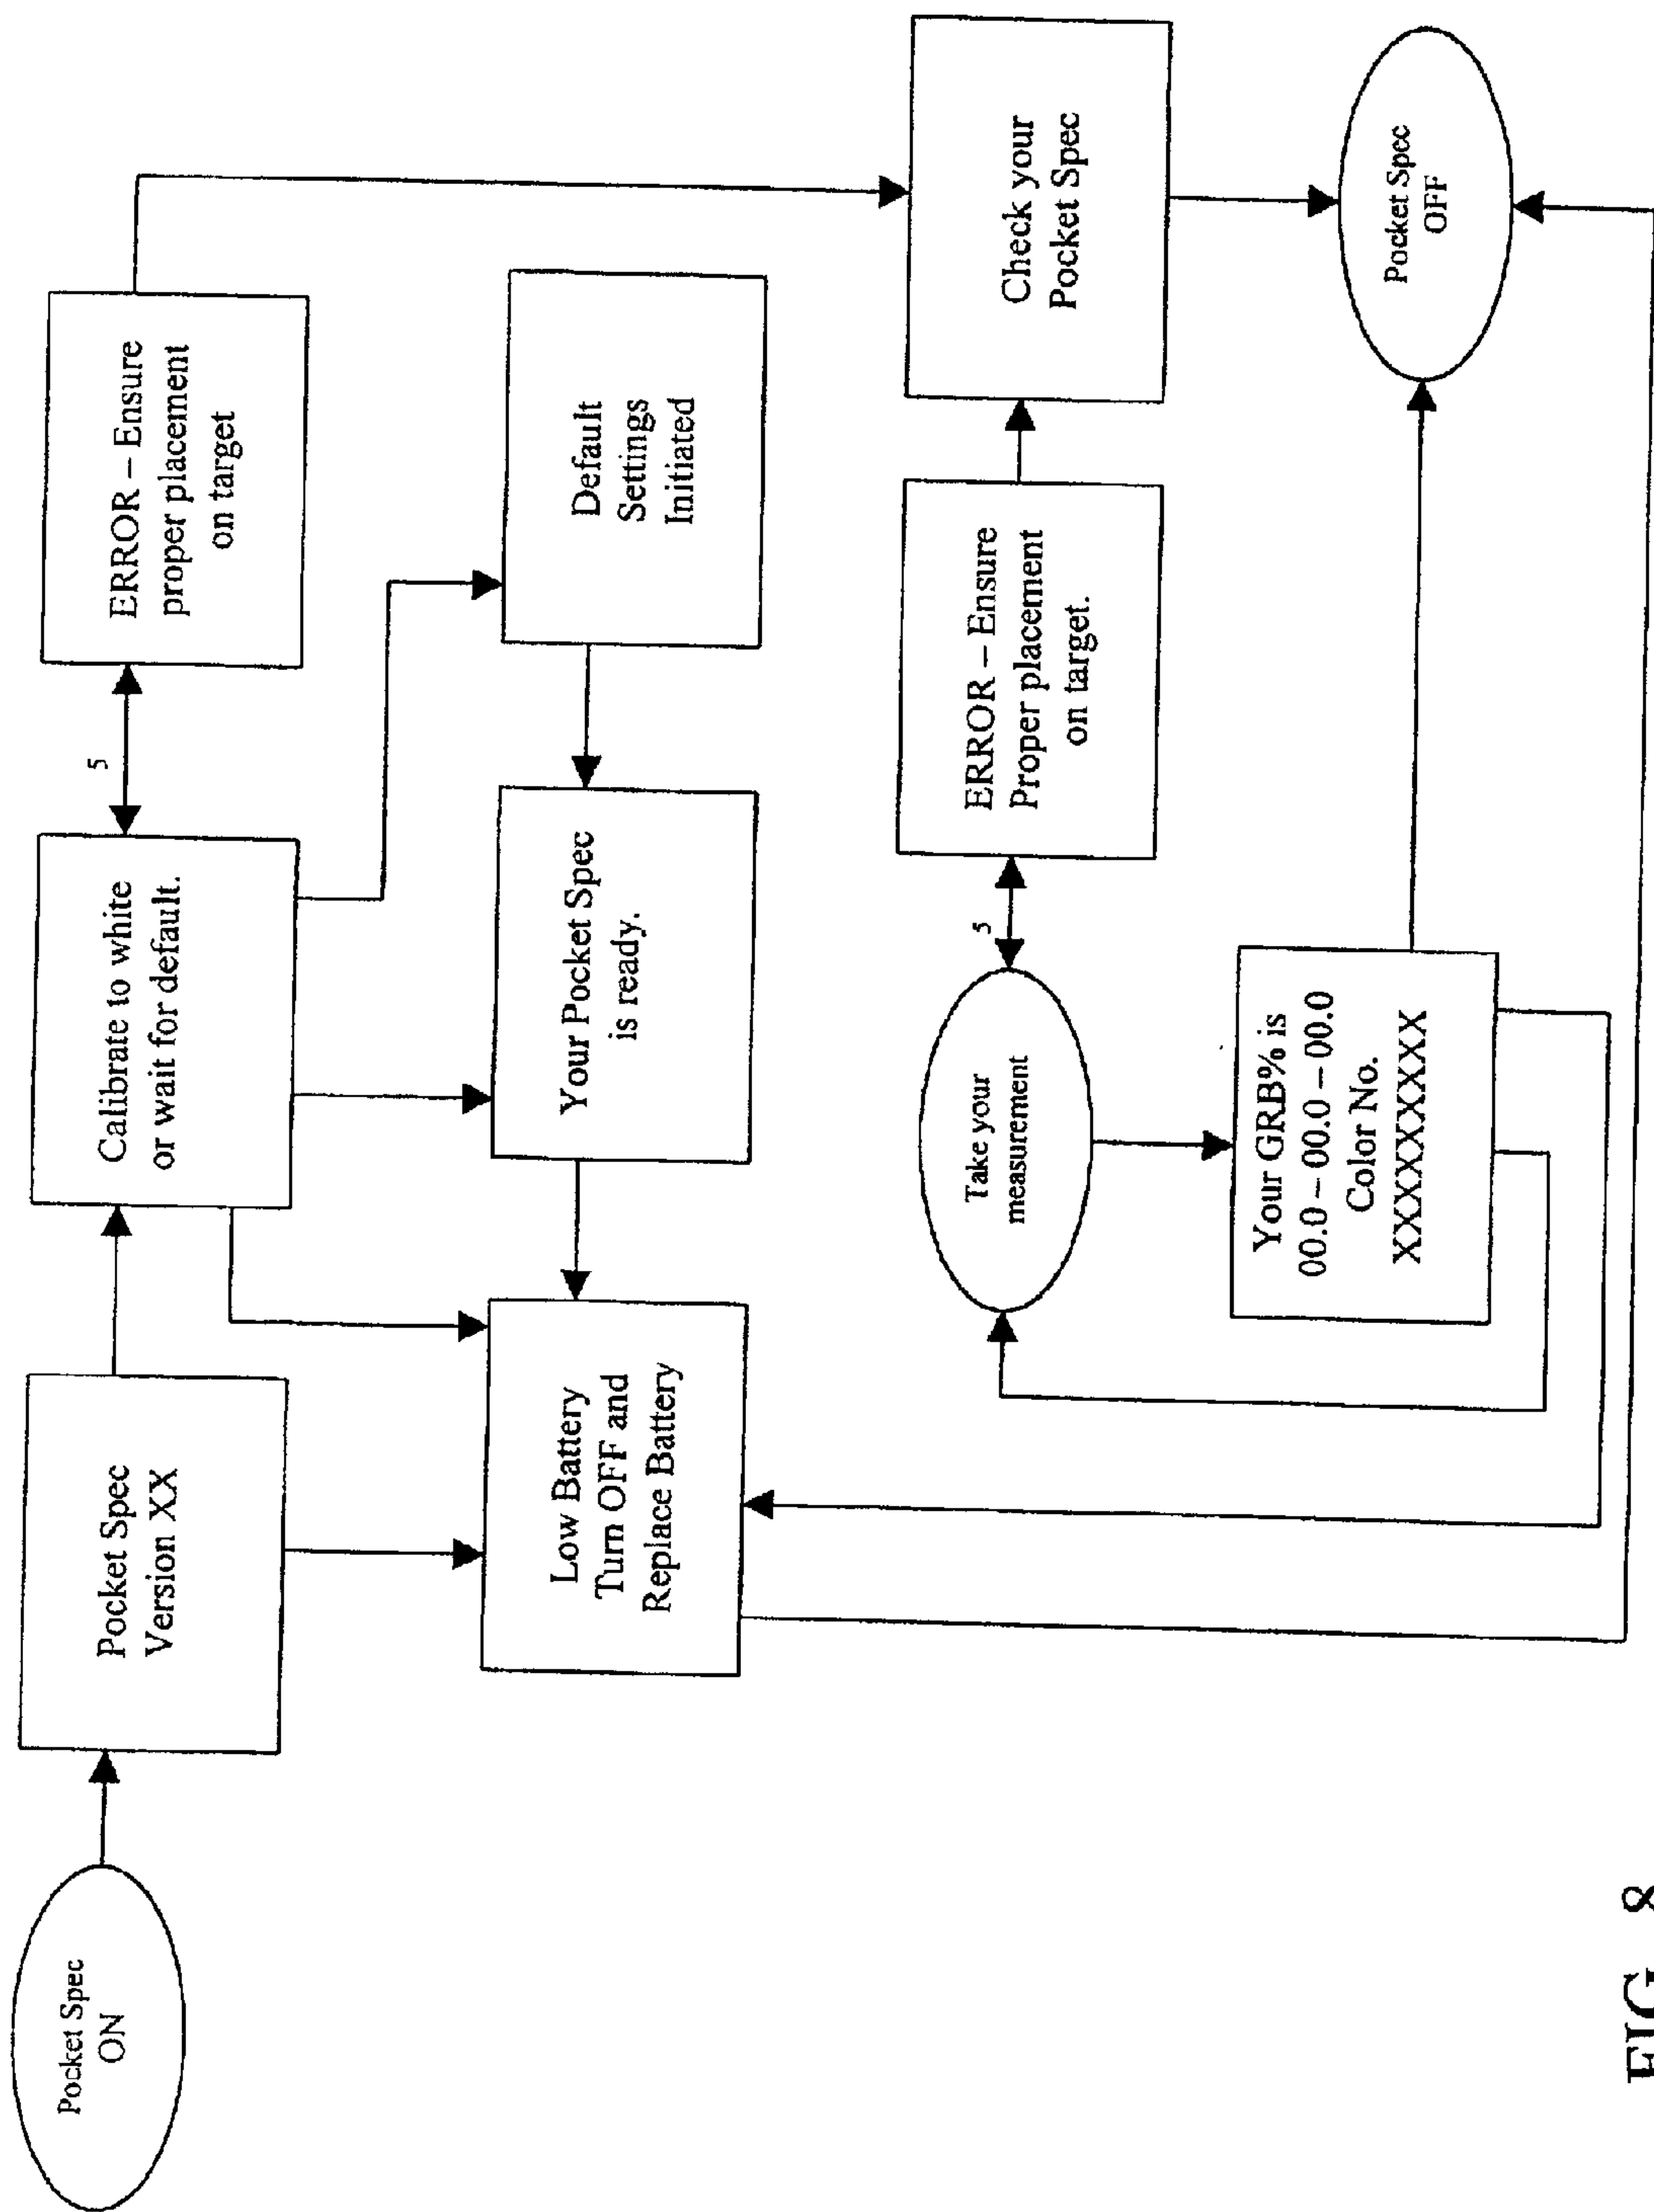 Pocket Spec
ON
Pocket Spec
Version XX
Calibrate to white
or wait for default.
5
ERROR – Ensure
proper placement
on target
Low Battery
Turn OFF and
Replace Battery
Your Pocket Spec
is ready.
Default
Settings
Initiated
Take your
measurement
5
ERROR – Ensure
Proper placement
on target.
Check your
Pocket Spec
Your GRB% is
00.0 – 00.0 – 00.0
Color No.
XXXXXXXXXX
Pocket Spec
OFF
FIG 8